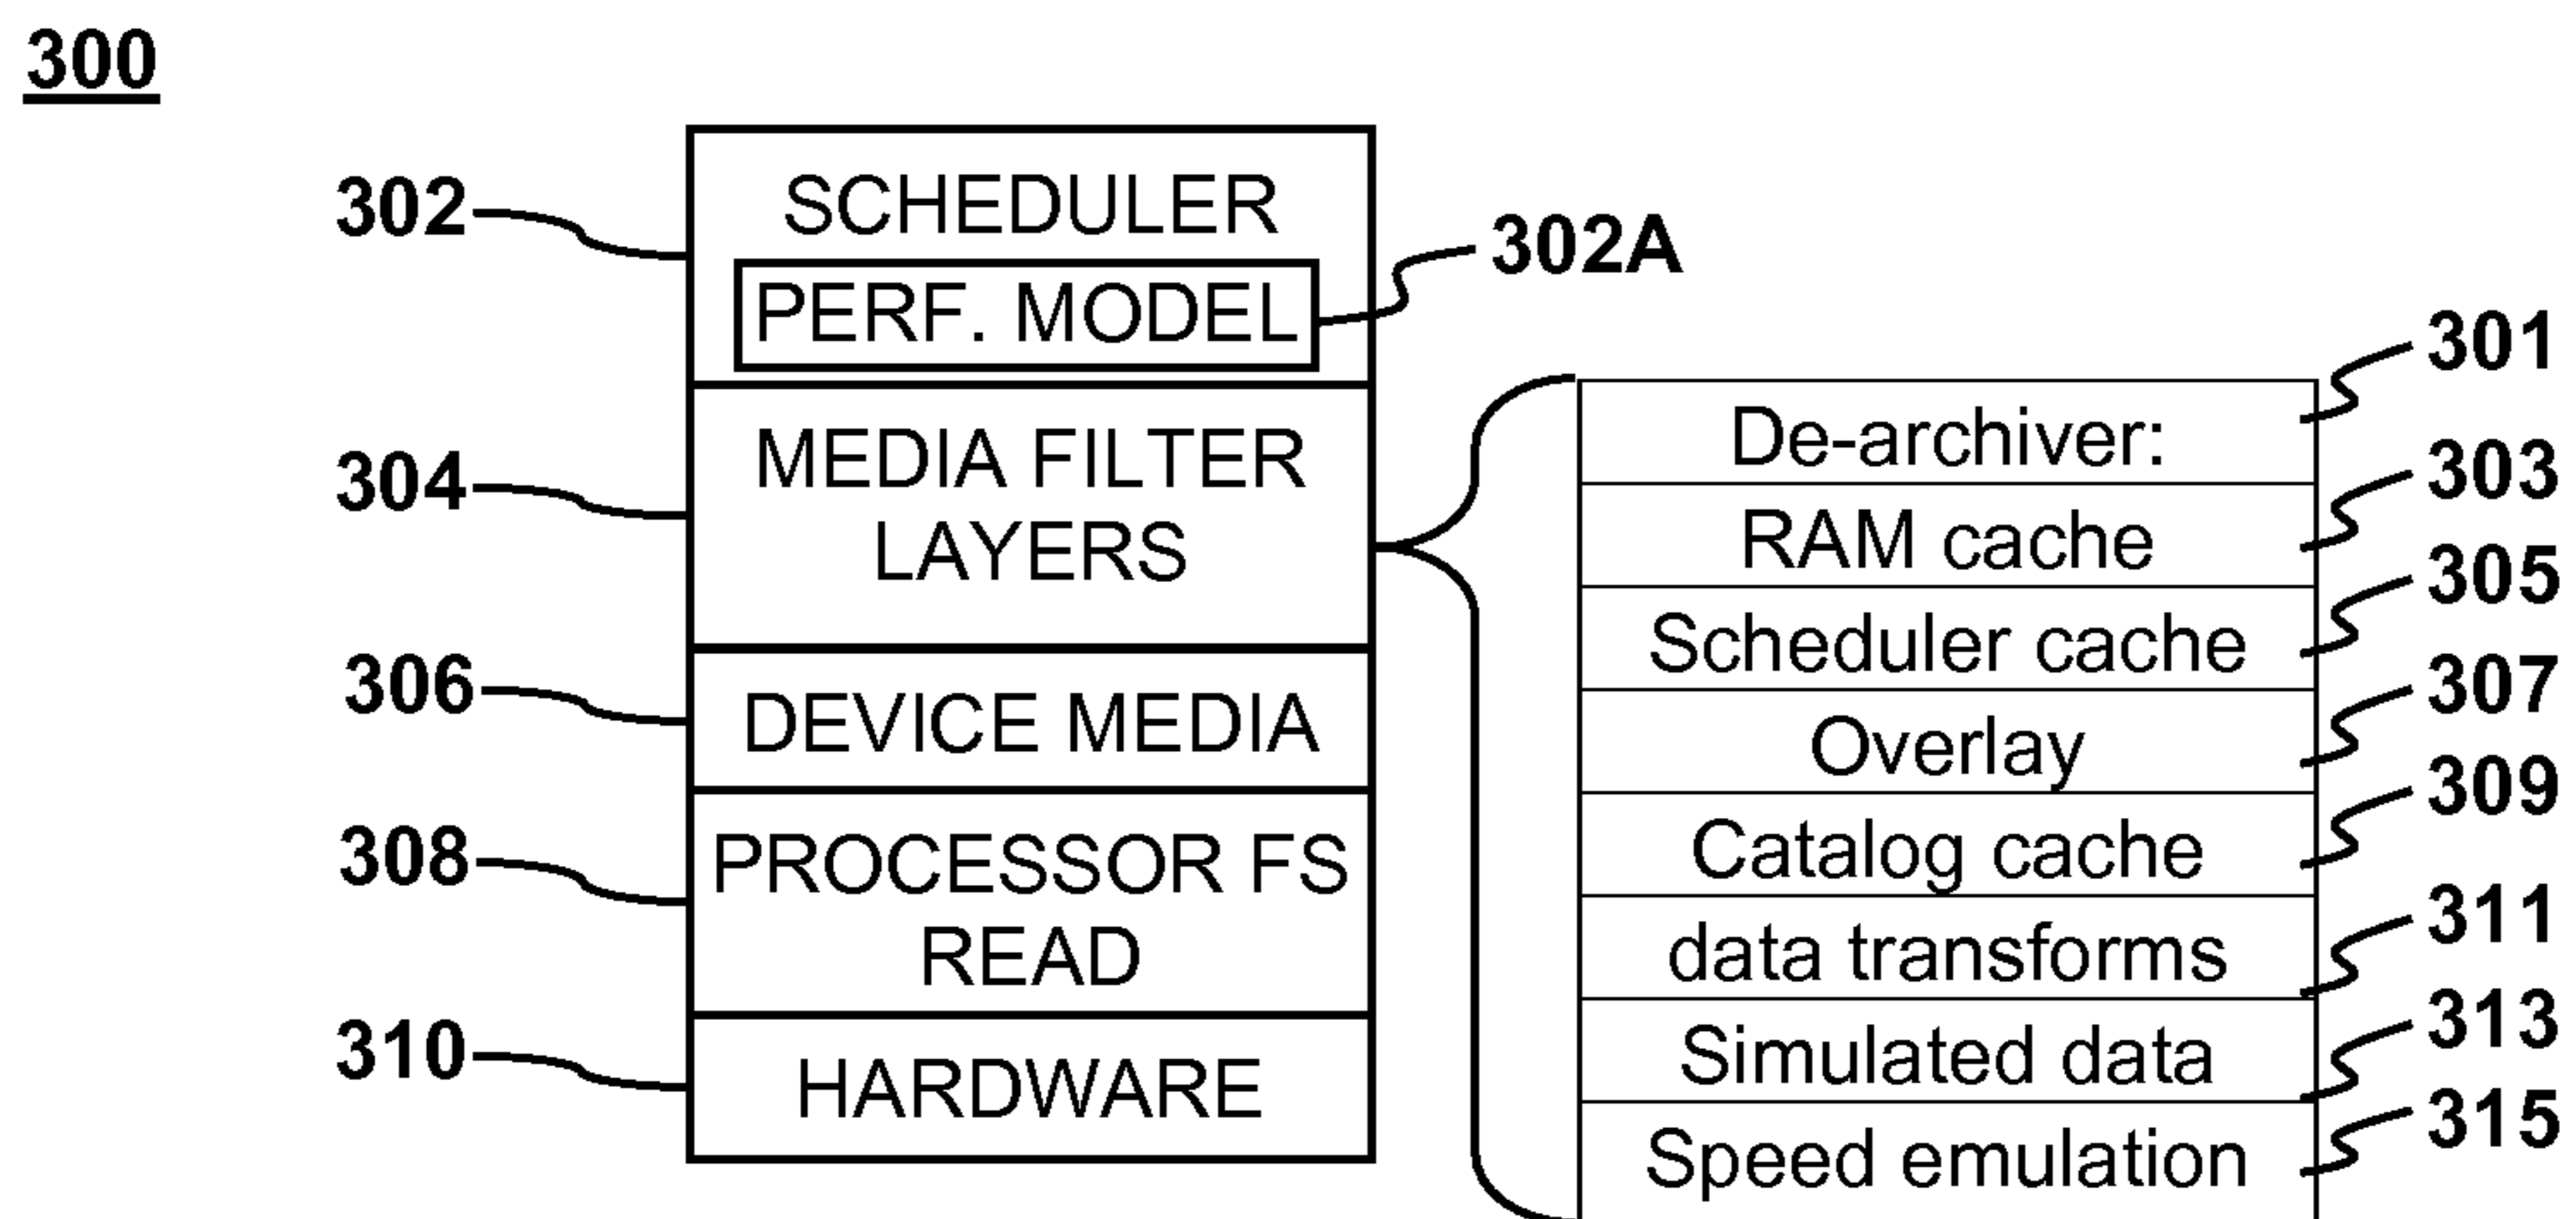 300
302
SCHEDULER
PERF. MODEL
302A
304
MEDIA FILTER
LAYERS
306
DEVICE MEDIA
308
PROCESSOR FS
READ
310
HARDWARE
De-archiver:
301
RAM cache
303
Scheduler cache
305
Overlay
307
Catalog cache
309
data transforms
311
Simulated data
313
Speed emulation
315